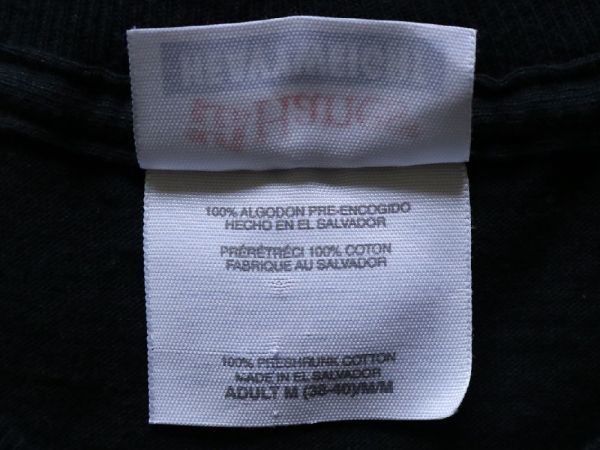 100% ALGODON PRE-ENCOGIDO
HECHO EN EL SALVADOR
PRÉRÉTRÉCI 100% COTON
FABRIQUE AU SALVADOR
100% PRESHRUNK COTTON
MADE IN EL SALVADOR
ADULT M (38-40)/M/M